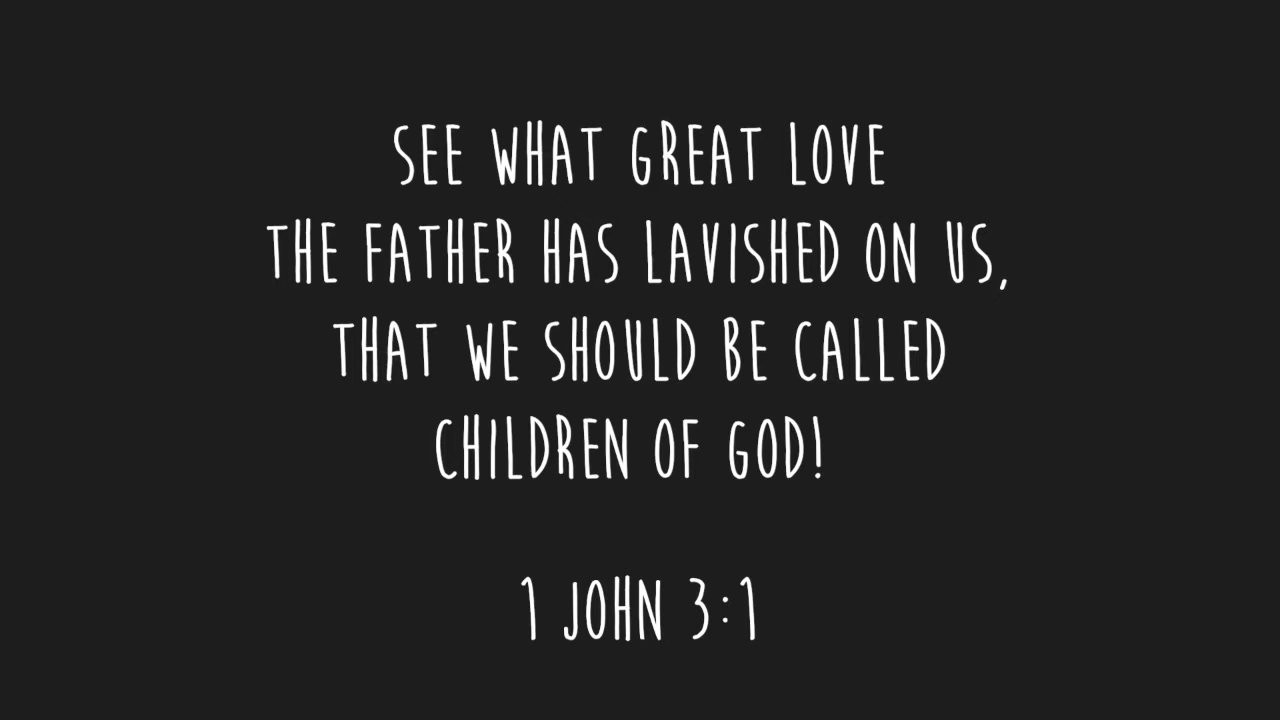 SEE WHAT GREAT LOVE
THE FATHER HAS LAVISHED ON US,
THAT WE SHOULD BE CALLED
CHILDREN OF GOD!
1 JOHN 3:1